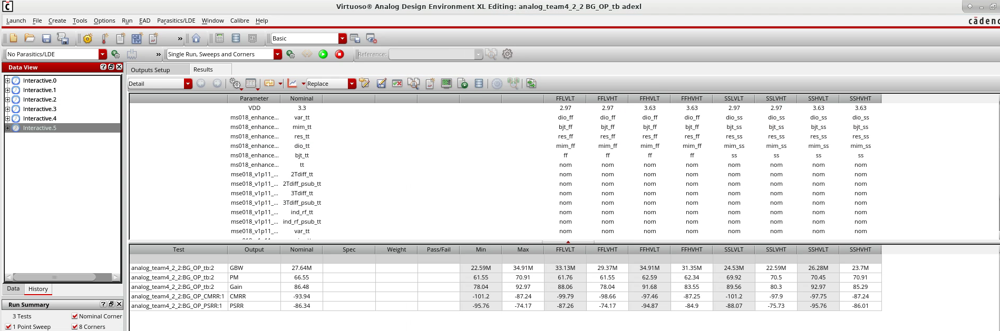 Virtuoso® Analog Design Environment XL Editing: analog_team4_2_2 BG_OP_tb adexl
Launch File Create Tools Options Run EAD Parasitics/LDE Window Calibre Help
cādenc
» Basic
No Parasitics/LDE » Single Run, Sweeps and Corners Reference:
Data View
Interactive.0
Interactive.1
Interactive.2
Interactive.3
Interactive.4
Interactive.5
Data History
Run Summary
3 Tests Nominal Corner
1 Point Sweep 8 Corners
Outputs Setup Results
Detail Replace
Parameter Nominal FFLVLT FFLVHT FFHVLT FFHVHT SSLVLT SSLVHT SSHVLT SSHVHT
VDD 3.3 2.97 2.97 3.63 3.63 2.97 2.97 3.63 3.63
ms018_enhance... var_tt dio_ff dio_ff dio_ff dio_ff dio_ss dio_ss dio_ss dio_ss
ms018_enhance... mim_tt bjt_ff bjt_ff bjt_ff bjt_ff bjt_ss bjt_ss bjt_ss bjt_ss
ms018_enhance... res_tt res_ff res_ff res_ff res_ff res_ss res_ss res_ss res_ss
ms018_enhance... dio_tt mim_ff mim_ff mim_ff mim_ff mim_ss mim_ss mim_ss mim_ss
ms018_enhance... bjt_tt ff ff ff ff ss ss ss ss
ms018_enhance... tt nom nom nom nom nom nom nom nom
mse018_v1p11_... 2Tdiff_tt nom nom nom nom nom nom nom nom
mse018_v1p11_... 2Tdiff_psub_tt nom nom nom nom nom nom nom nom
mse018_v1p11_... 3Tdiff_tt nom nom nom nom nom nom nom nom
mse018_v1p11_... 3Tdiff_psub_tt nom nom nom nom nom nom nom nom
mse018_v1p11_... ind_rf_tt nom nom nom nom nom nom nom nom
mse018_v1p11_... ind_rf_psub_tt nom nom nom nom nom nom nom nom
mse018_v1p11_... var_tt nom nom nom nom nom nom nom nom
Test Output Nominal Spec Weight Pass/Fail Min Max FFLVLT FFLVHT FFHVLT FFHVHT SSLVLT SSLVHT SSHVLT SSHVHT
analog_team4_2_2:BG_OP_tb:2 GBW 27.64M 22.59M 34.91M 33.13M 29.37M 34.91M 31.35M 24.53M 22.59M 26.28M 23.7M
analog_team4_2_2:BG_OP_tb:2 PM 66.55 61.55 70.91 61.76 61.55 62.59 62.34 69.92 70.5 70.45 70.91
analog_team4_2_2:BG_OP_tb:2 Gain 86.48 78.04 92.97 88.06 78.04 91.68 83.55 89.56 80.3 92.97 85.29
analog_team4_2_2:BG_OP_CMRR:1 CMRR -93.94 -101.2 -87.24 -99.79 -98.66 -97.46 -87.25 -101.2 -97.9 -97.75 -87.24
analog_team4_2_2:BG_OP_PSRR:1 PSRR -86.34 -95.76 -74.17 -87.26 -74.17 -94.87 -84.9 -88.07 -75.73 -95.76 -86.01